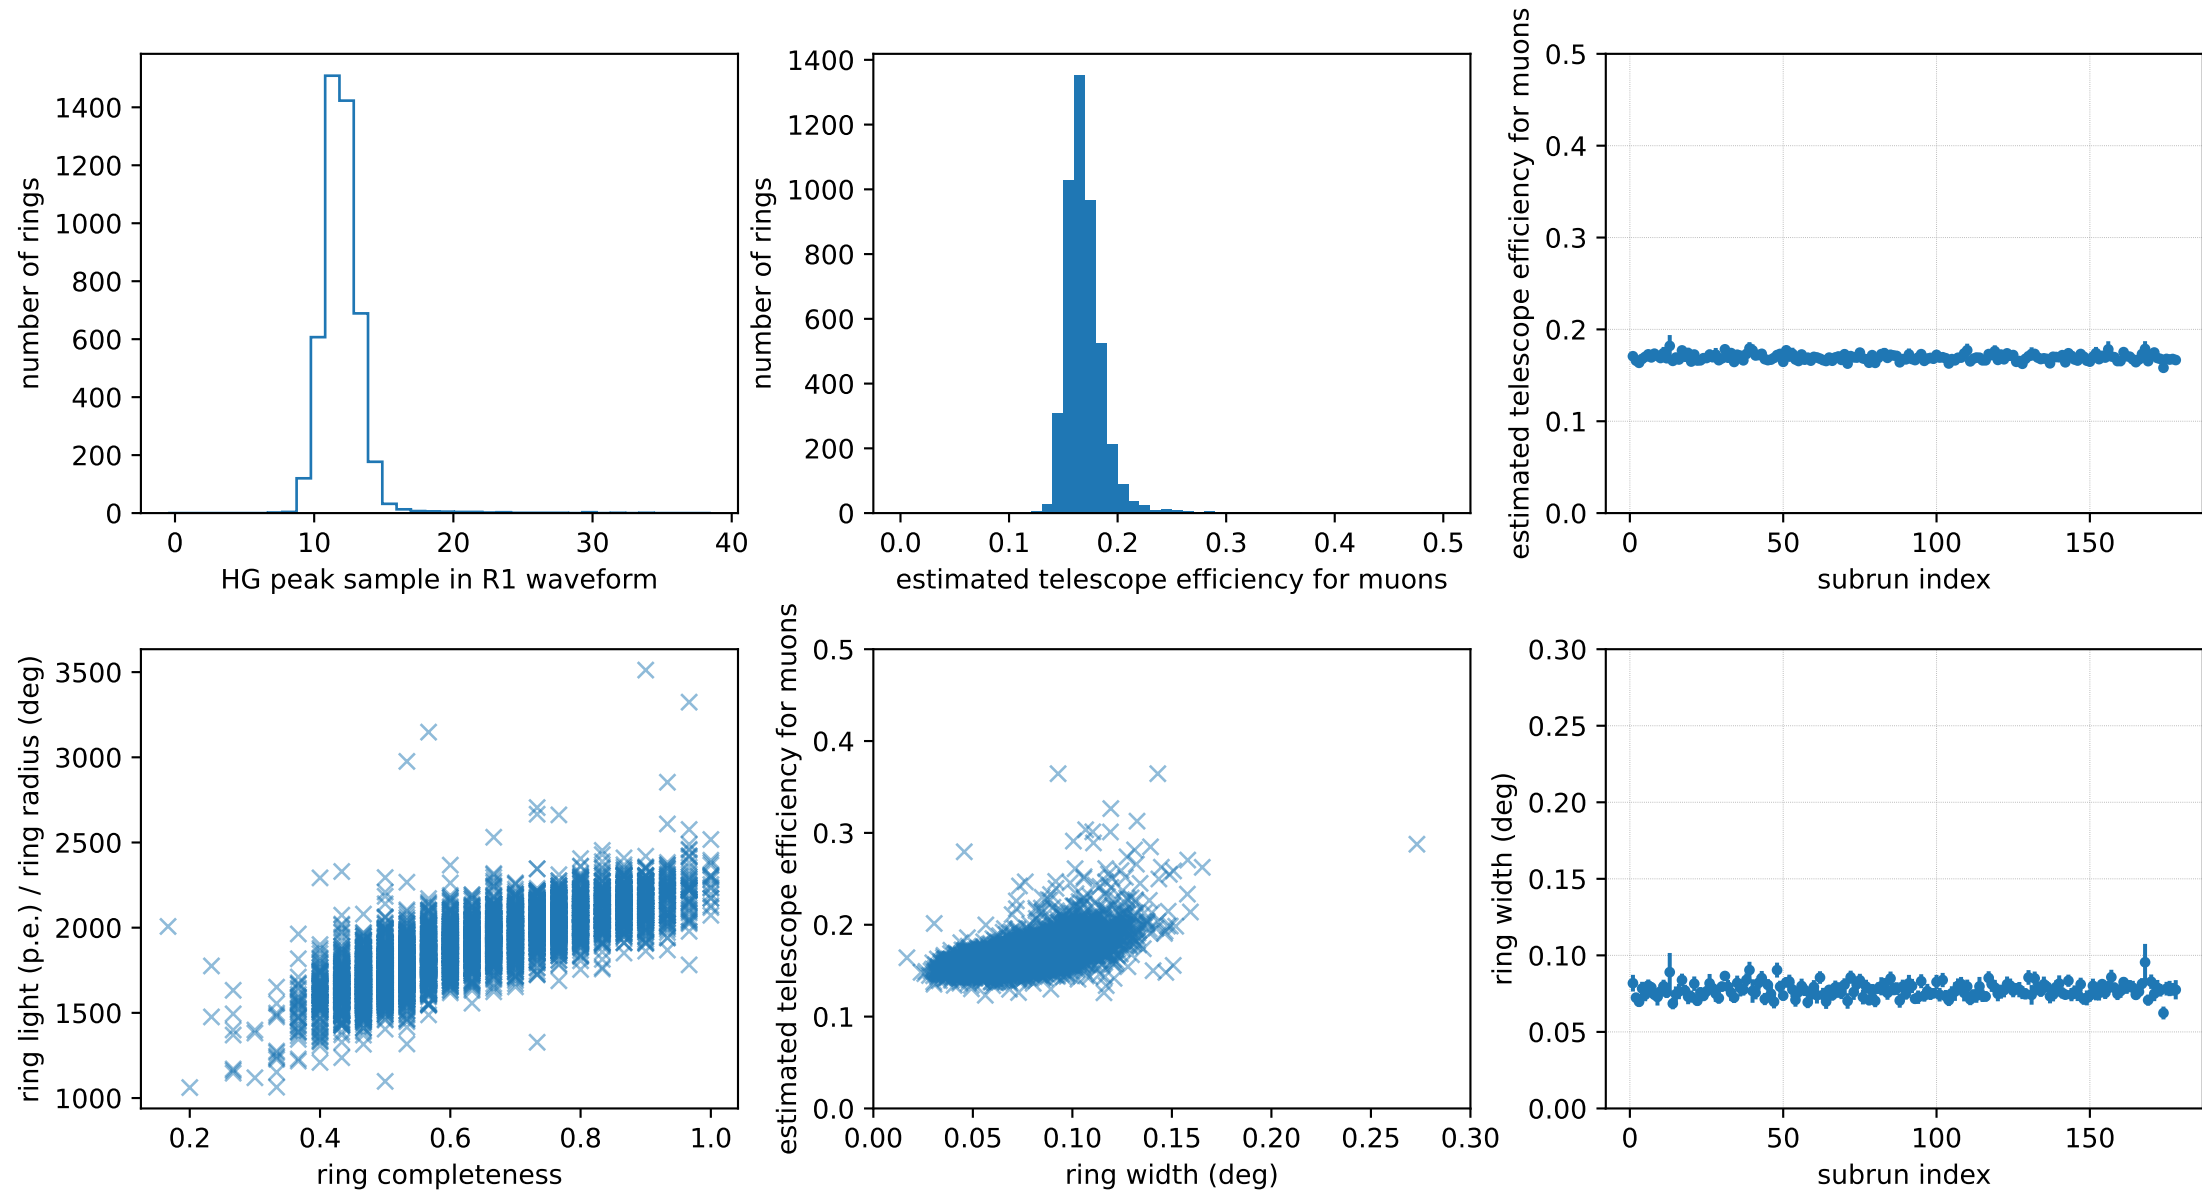 number of rings
0
200
400
600
800
1000
1200
1400
0 10 20 30 40
HG peak sample in R1 waveform
number of rings
0
200
400
600
800
1000
1200
1400
0.0 0.1 0.2 0.3 0.4 0.5
estimated telescope efficiency for muons
estimated telescope efficiency for muons
0.0
0.1
0.2
0.3
0.4
0.5
0 50 100 150
subrun index
ring light (p.e.) / ring radius (deg)
1000
1500
2000
2500
3000
3500
0.2 0.4 0.6 0.8 1.0
ring completeness
estimated telescope efficiency for muons
0.0
0.1
0.2
0.3
0.4
0.5
0.00 0.05 0.10 0.15 0.20 0.25 0.30
ring width (deg)
ring width (deg)
0.00
0.05
0.10
0.15
0.20
0.25
0.30
0 50 100 150
subrun index